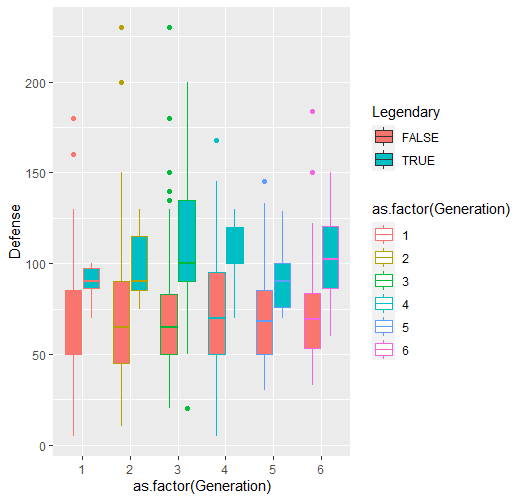 Defense
200
150
100
50
0
1 2 3 4 5 6
as.factor(Generation)
Legendary
FALSE
TRUE
as.factor(Generation)
1
2
3
4
5
6